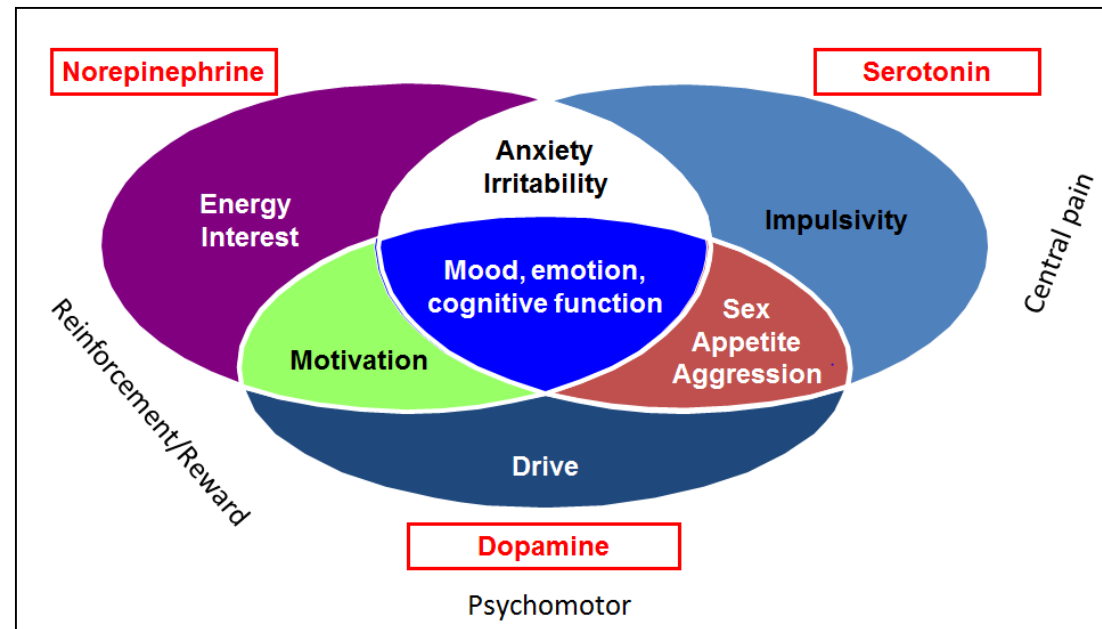 Norepinephrine
Serotonin
Anxiety
Irritability
Energy
Interest
Impulsivity
Mood, emotion,
cognitive function
Sex
Appetite
Aggression
Motivation
Drive
Central pain
Reinforcement/Reward
Dopamine
Psychomotor